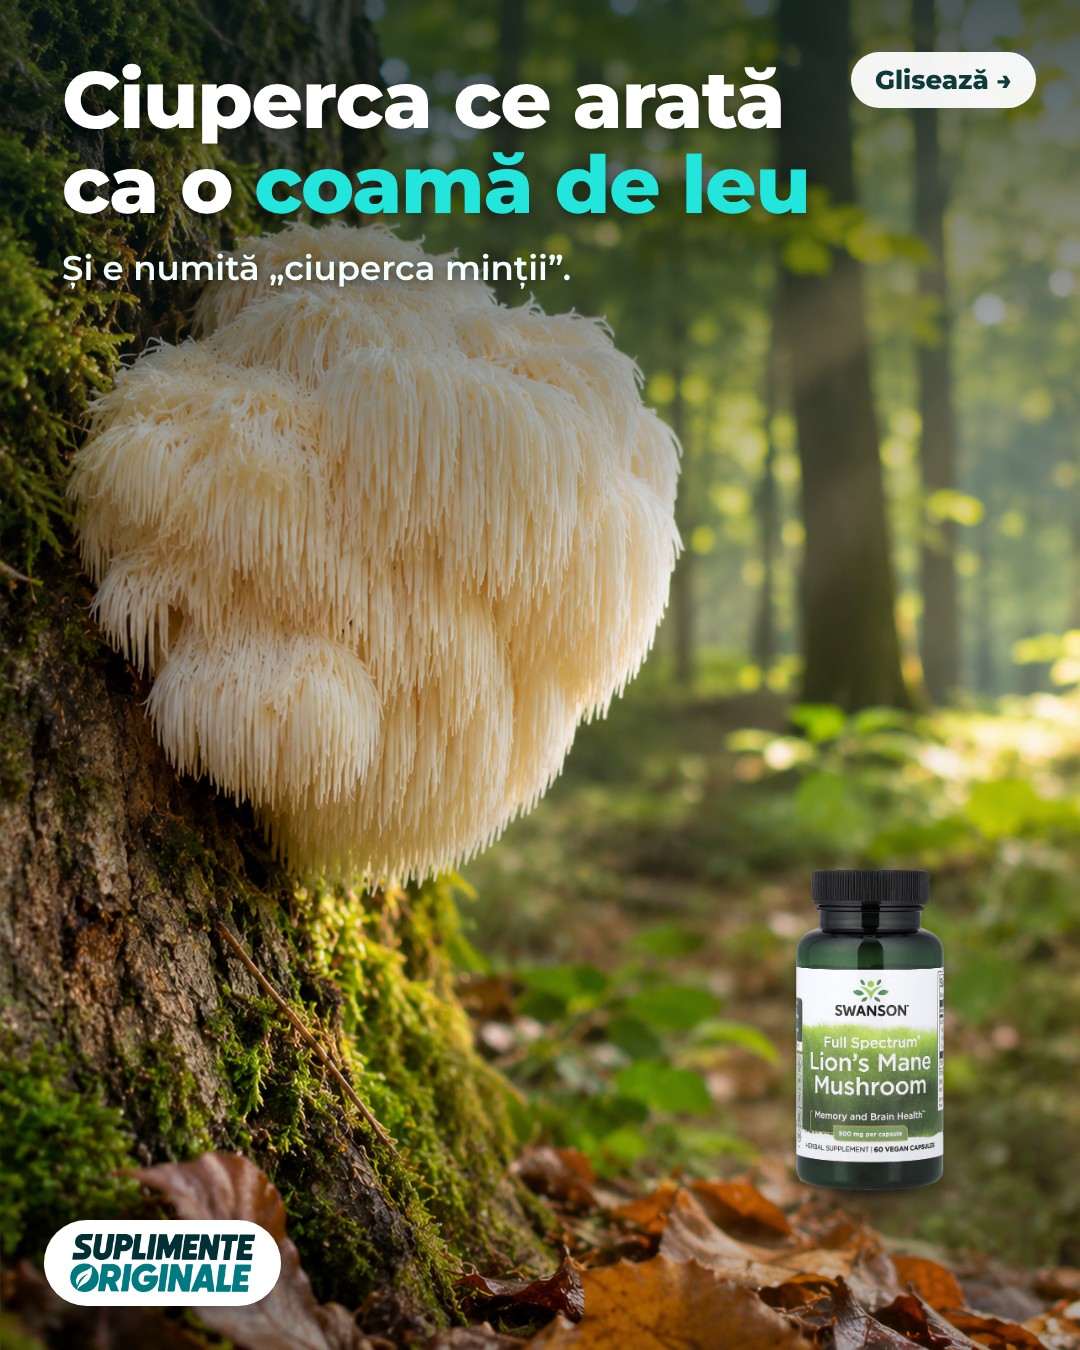 Ciuperca ce arată
ca o coamă de leu
Glisează →
Și e numită „ciuperca minții”.
SWANSON
Full Spectrum®
Lion's Mane
Mushroom
Memory and Brain Health
500 mg per capsule
HERBAL SUPPLEMENT | 60 VEGAN CAPSULES
SUPLIMENTE
ORIGINALE